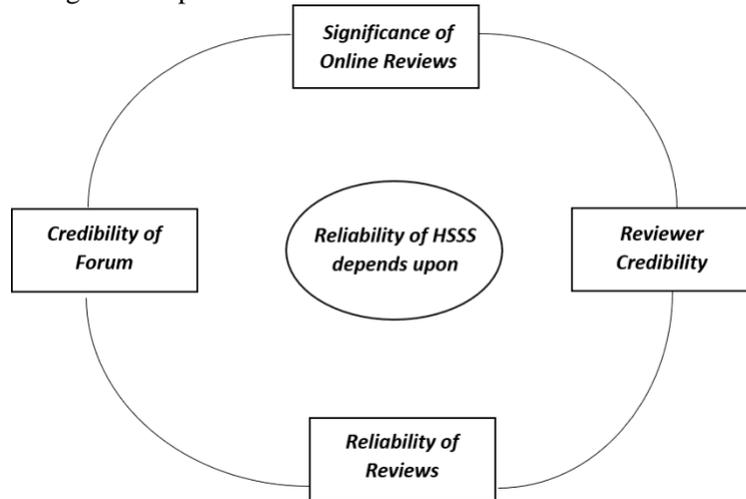 Significance of
Online Reviews
Credibility of
Forum
Reliability of HSSS
depends upon
Reviewer
Credibility
Reliability of
Reviews